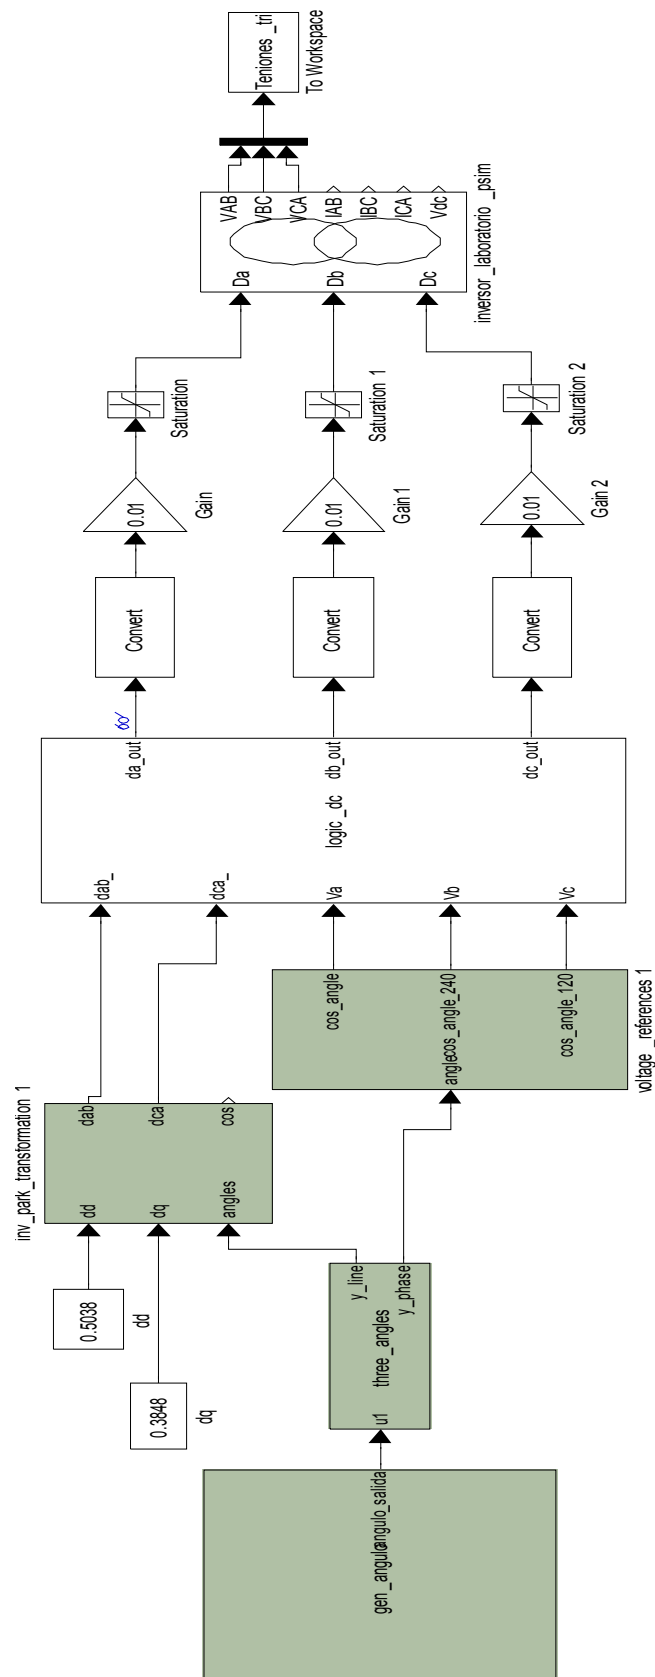 gen_angulo
angulo_salida
u1
three_angles
y_line
y_phase
0.5038
dd
0.3848
dq
inv_park_transformation 1
dd
dq
angles
dab
dca
cos
angle
cos_angle
cos_angle_240
cos_angle_120
voltage_references 1
dab_
dca_
Va
Vb
Vc
logic_dc
da_out
db_out
dc_out
60
Convert
Convert
Convert
0.01
Gain
0.01
Gain 1
0.01
Gain 2
Saturation
Saturation 1
Saturation 2
Da
Db
Dc
VAB
VBC
VCA
IAB
IBC
ICA
Vdc
inversor_laboratorio_psim
Teniones_tri
To Workspace